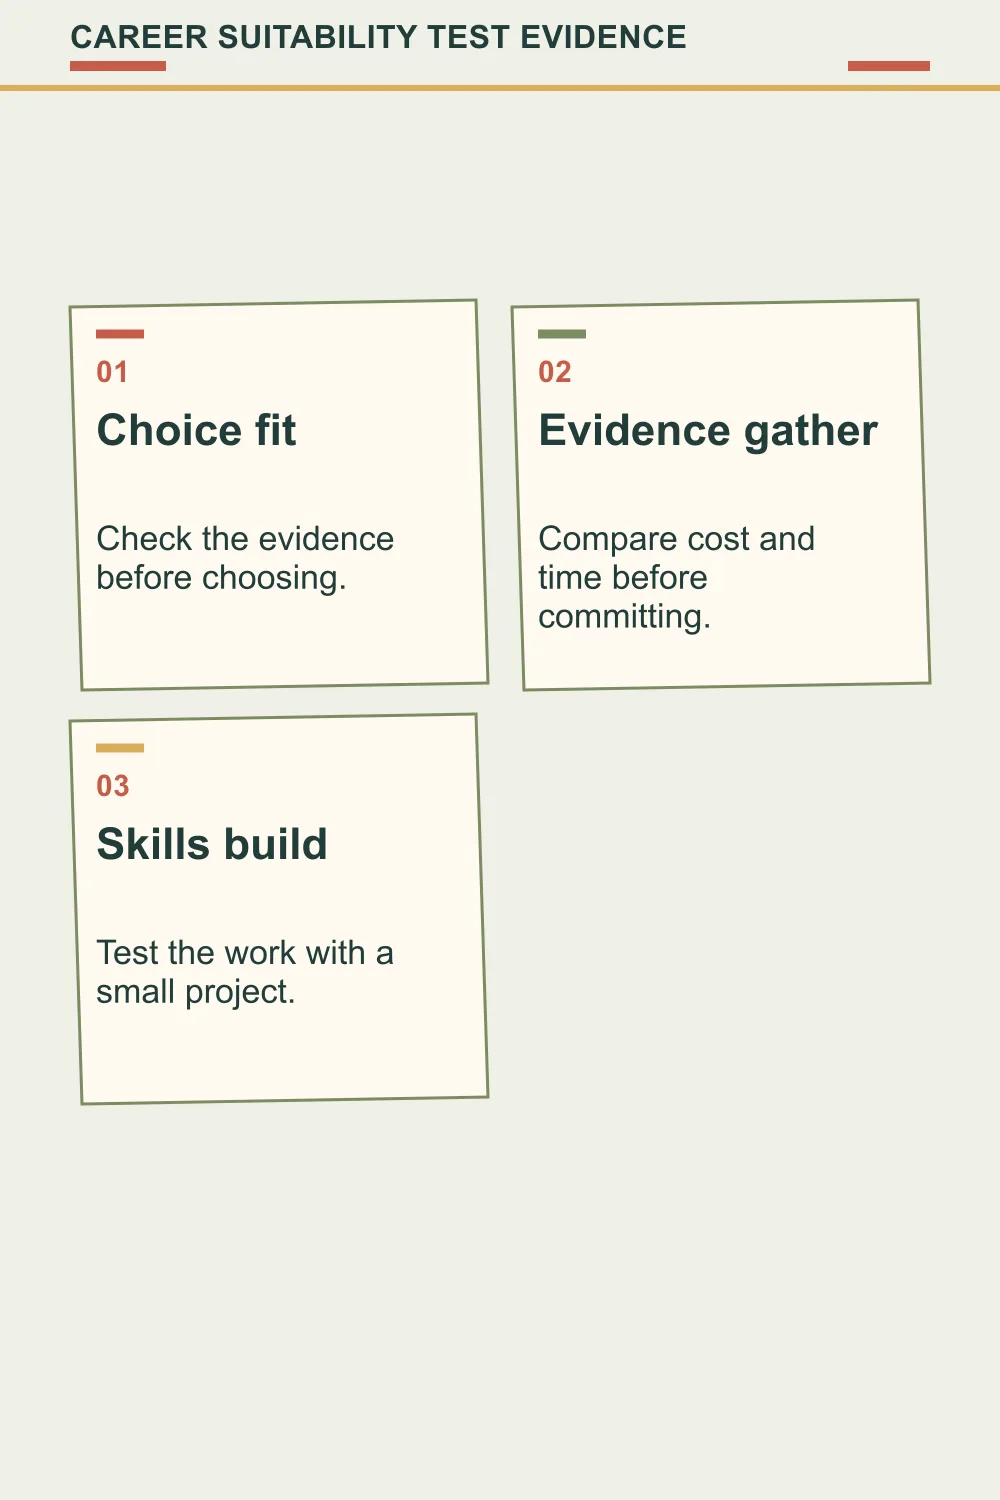 CAREER SUITABILITY TEST EVIDENCE
01
Choice fit
Check the evidence
before choosing.
02
Evidence gather
Compare cost and
time before
committing.
03
Skills build
Test the work with a
small project.